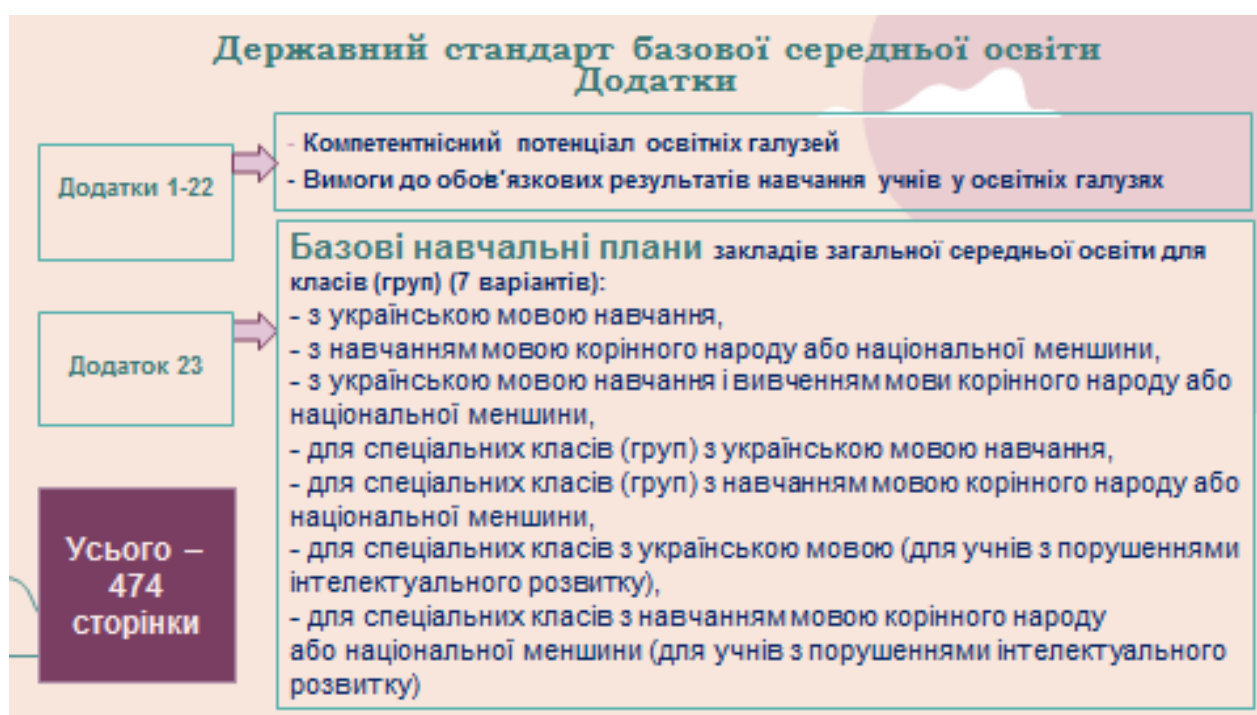 Державний стандарт базової середньої освіти
Додатки
Додатки 1-22
- Компетентнісний потенціал освітніх галузей
- Вимоги до обов'язкових результатів навчання учнів у освітніх галузях
Додаток 23
Базові навчальні плани закладів загальної середньої освіти для
класів (груп) (7 варіантів):
- з українською мовою навчання,
- з навчанням мовою корінного народу або національної меншини,
- з українською мовою навчання і вивченням мови корінного народу або
національної меншини,
- для спеціальних класів (груп) з українською мовою навчання,
- для спеціальних класів (груп) з навчанням мовою корінного народу або
національної меншини,
- для спеціальних класів з українською мовою (для учнів з порушеннями
інтелектуального розвитку),
- для спеціальних класів з навчанням мовою корінного народу
або національної меншини (для учнів з порушеннями інтелектуального
розвитку)
Усього –
474
сторінки